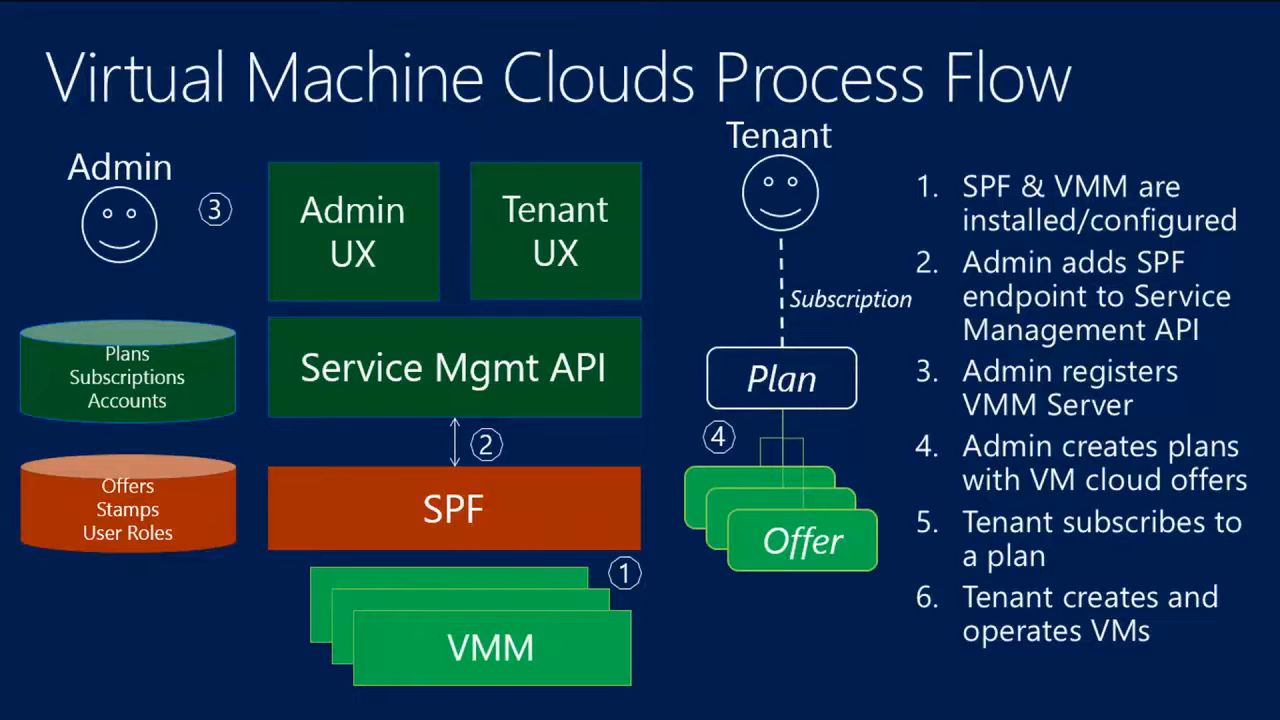 Virtual Machine Clouds Process Flow
Admin
③
Admin
UX
Tenant
UX
Plans
Subscriptions
Accounts
Service Mgmt API
②
Offers
Stamps
User Roles
SPF
①
VMM
Tenant
Subscription
Plan
④
Offer
1. SPF & VMM are
installed/configured
2. Admin adds SPF
endpoint to Service
Management API
3. Admin registers
VMM Server
4. Admin creates plans
with VM cloud offers
5. Tenant subscribes to
a plan
6. Tenant creates and
operates VMs